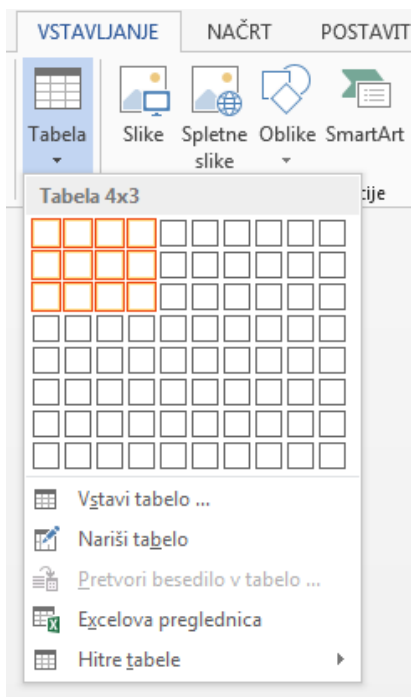 VSTAVLJANJE NAČRT POSTAVIT
Tabela Slike Spletne slike Oblike SmartArt
cije
Tabela 4x3
Vstavi tabelo ...
Nariši tabelo
Pretvori besedilo v tabelo ...
Excelova preglednica
Hitre tabele